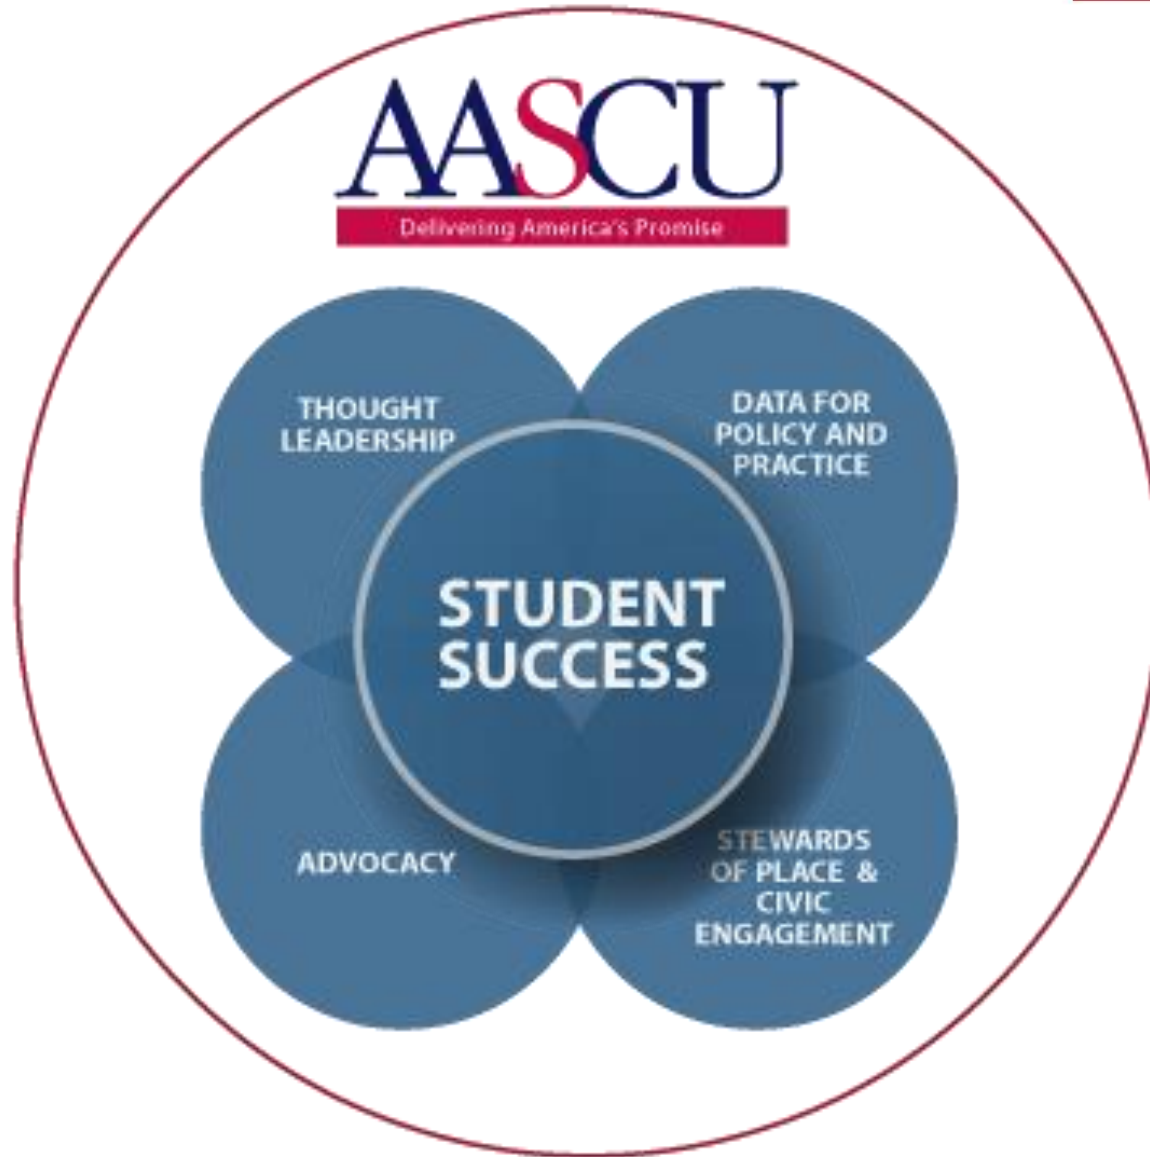 AASCU
Delivering America's Promise
THOUGHT
LEADERSHIP
DATA FOR
POLICY AND
PRACTICE
STUDENT
SUCCESS
ADVOCACY
STEWARDS
OF PLACE &
CIVIC
ENGAGEMENT